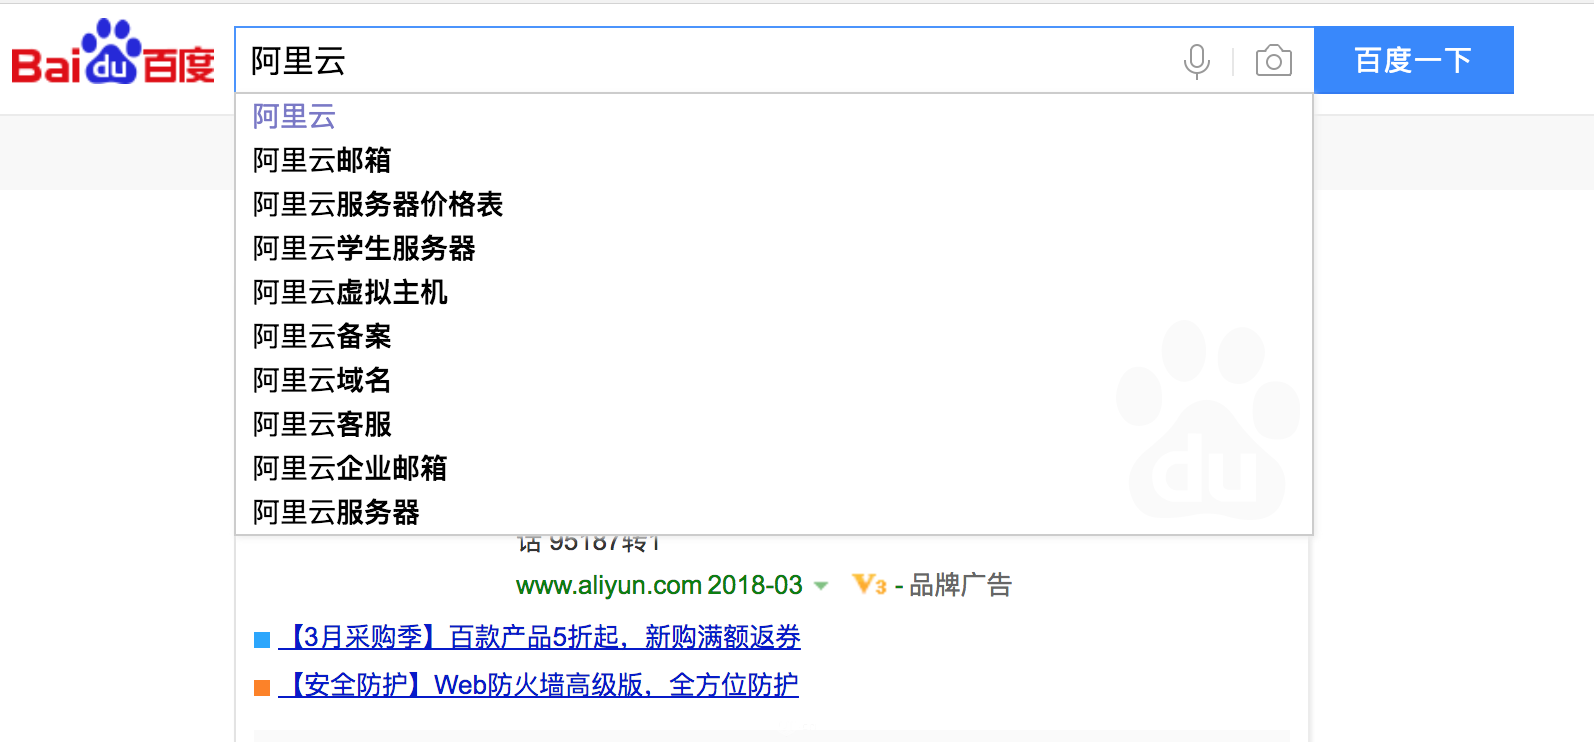 Bai du 百度
阿里云
百度一下
阿里云
阿里云邮箱
阿里云服务器价格表
阿里云学生服务器
阿里云虚拟主机
阿里云备案
阿里云域名
阿里云客服
阿里云企业邮箱
阿里云服务器
du
话 95187转1
www.aliyun.com 2018-03 V3 - 品牌广告
【3月采购季】百款产品5折起，新购满额返券
【安全防护】Web防火墙高级版，全方位防护